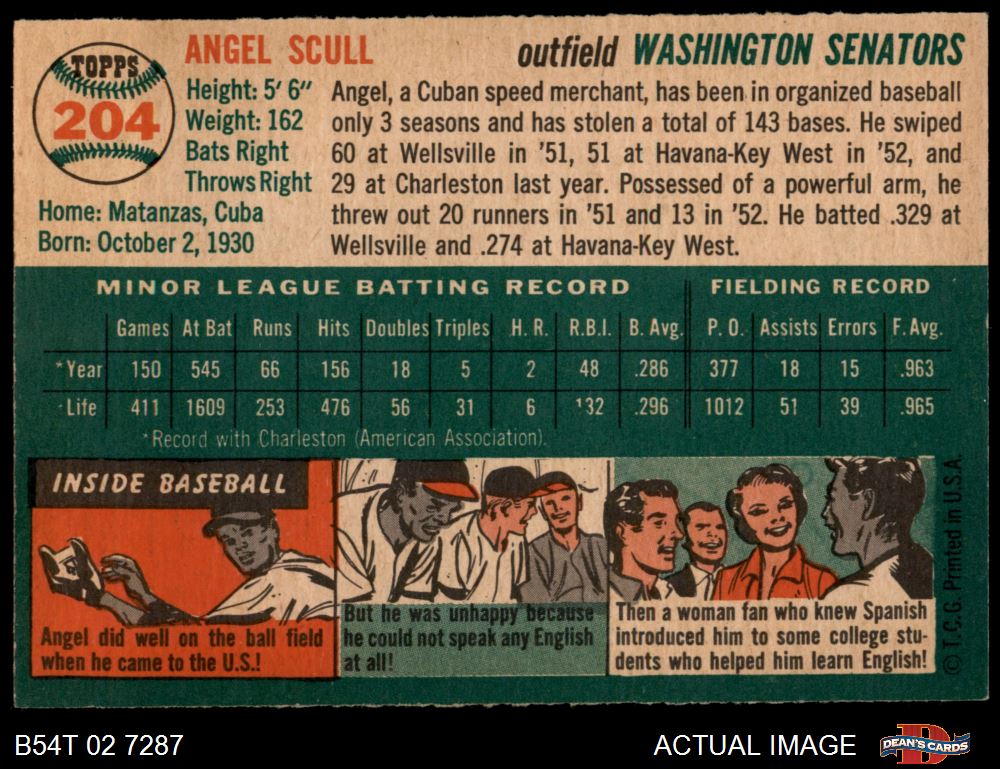 TOPPS
204
ANGEL SCULL
outfield WASHINGTON SENATORS
Height: 5' 6"
Weight: 162
Bats Right
Throws Right
Home: Matanzas, Cuba
Born: October 2, 1930
Angel, a Cuban speed merchant, has been in organized baseball
only 3 seasons and has stolen a total of 143 bases. He swiped
60 at Wellsville in '51, 51 at Havana-Key West in '52, and
29 at Charleston last year. Possessed of a powerful arm, he
threw out 20 runners in '51 and 13 in '52. He batted .329 at
Wellsville and .274 at Havana-Key West.
MINOR LEAGUE BATTING RECORD FIELDING RECORD
Games At Bat Runs Hits Doubles Triples H. R. R.B.I. B. Avg. P. O. Assists Errors F. Avg.
*Year 150 545 66 156 18 5 2 48 .286 377 18 15 .963
*Life 411 1609 253 476 56 31 6 132 .296 1012 51 39 .965
*Record with Charleston (American Association).
INSIDE BASEBALL
Angel did well on the ball field
when he came to the U.S.!
But he was unhappy because
he could not speak any English
at all!
Then a woman fan who knew Spanish
introduced him to some college stu-
dents who helped him learn English!
© T.C.G. Printed in U.S.A.
B54T 02 7287
ACTUAL IMAGE
DEAN'S CARDS